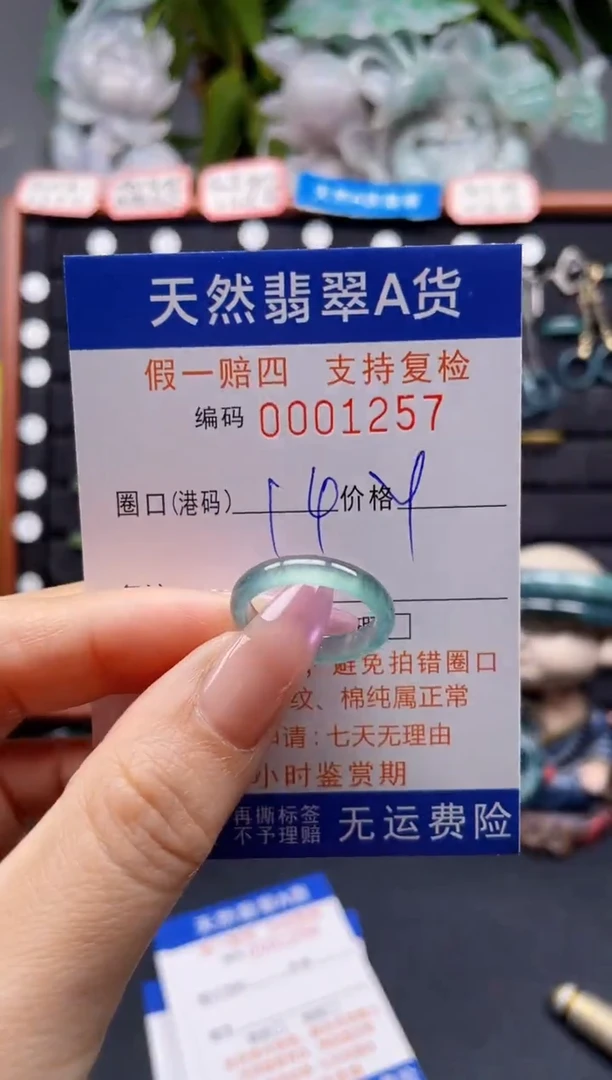 天然翡翠A货
假一赔四 支持复检
编码 0001257
圈口(港码) 14 价格
避免拍错圈口
纹、棉纯属正常
申请:七天无理由
小时鉴赏期
再撕标签
不予理赔
无运费险